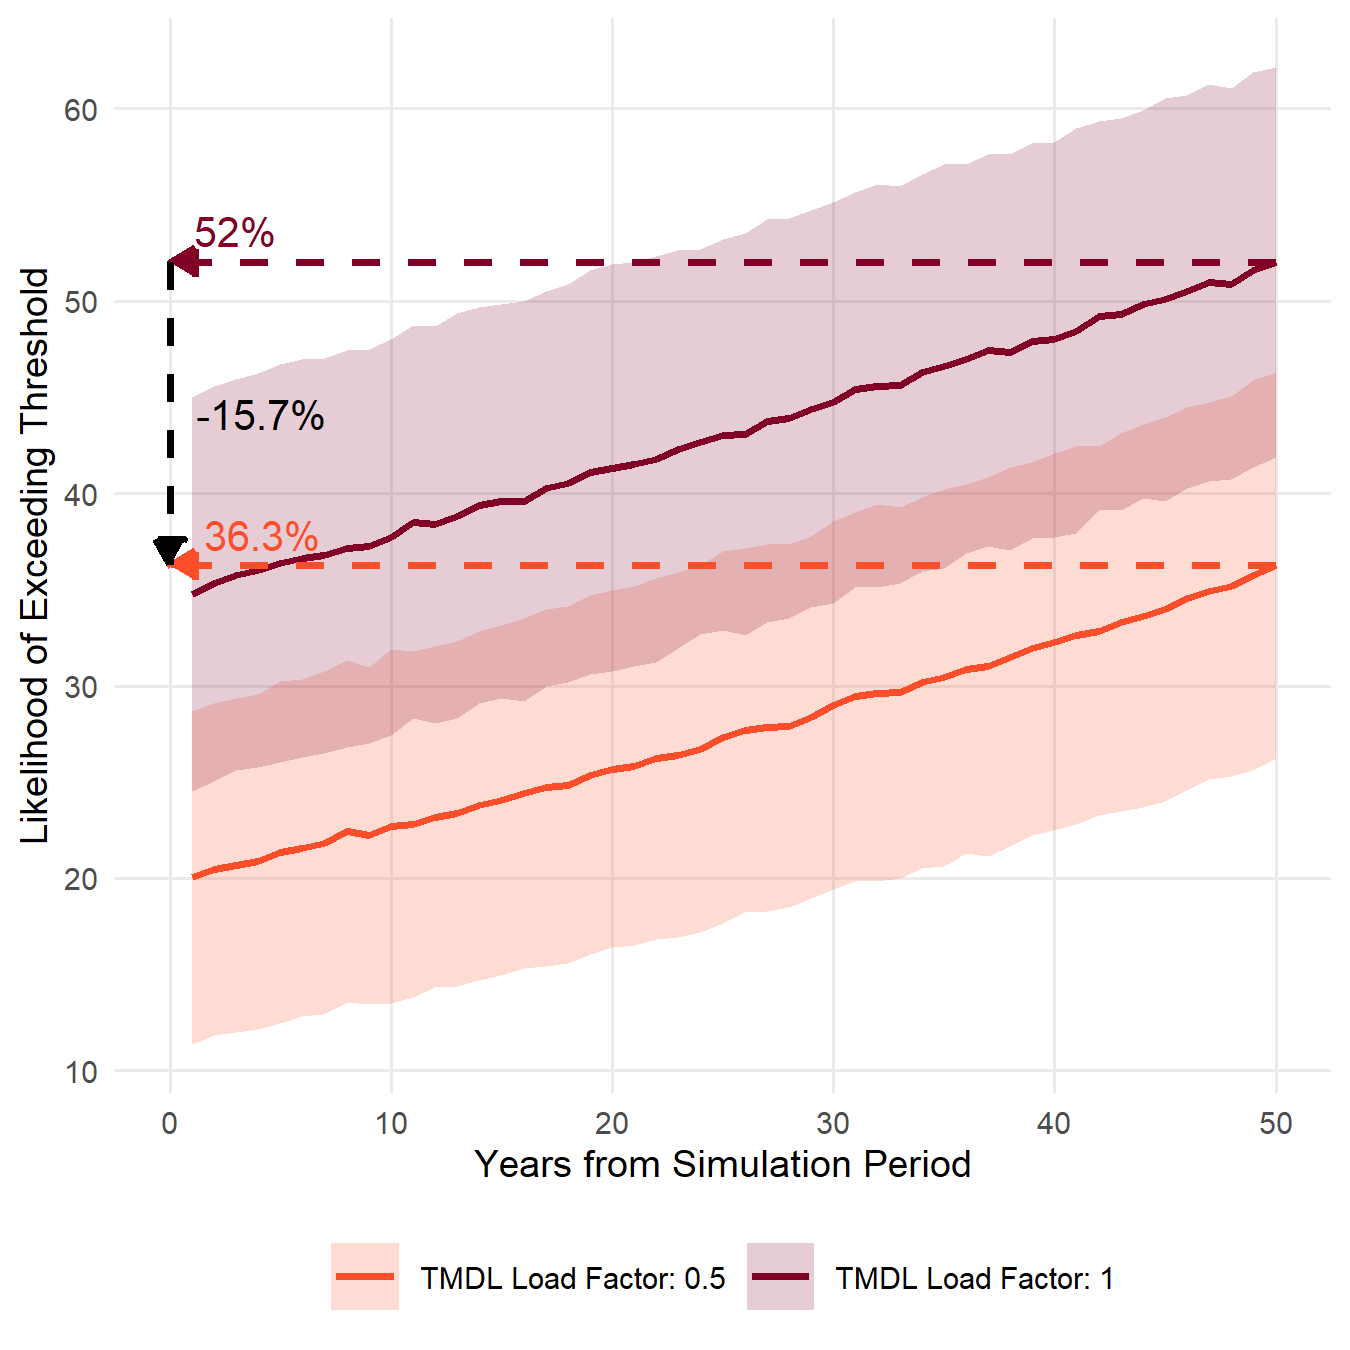 60
50
40
30
20
10
Likelihood of Exceeding Threshold
52%
-15.7%
36.3%
0 10 20 30 40 50
Years from Simulation Period
TMDL Load Factor: 0.5 TMDL Load Factor: 1